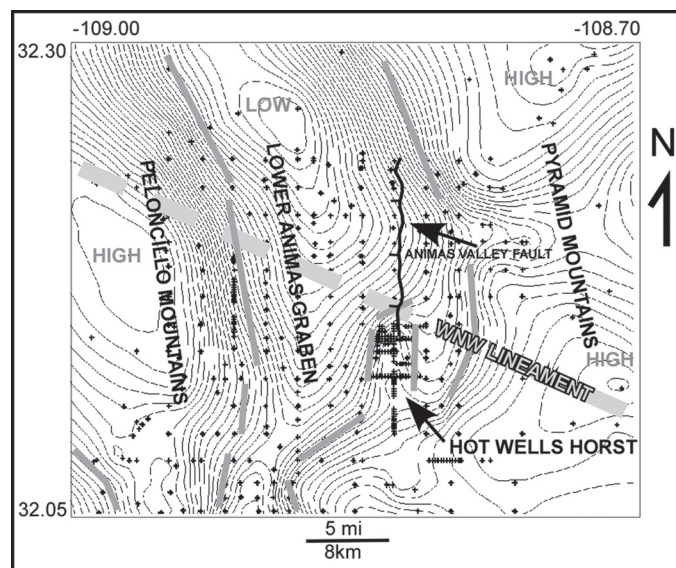 -109.00
-108.70
32.30
HIGH
LOW
N
PELONCILLO MOUNTAINS
LOWER ANIMAS GRABEN
PYRAMID MOUNTAINS
HIGH
ANIMAS VALLEY FAULT
WNW LINEAMENT
HIGH
HOT WELLS HORST
32.05
5 mi
8km